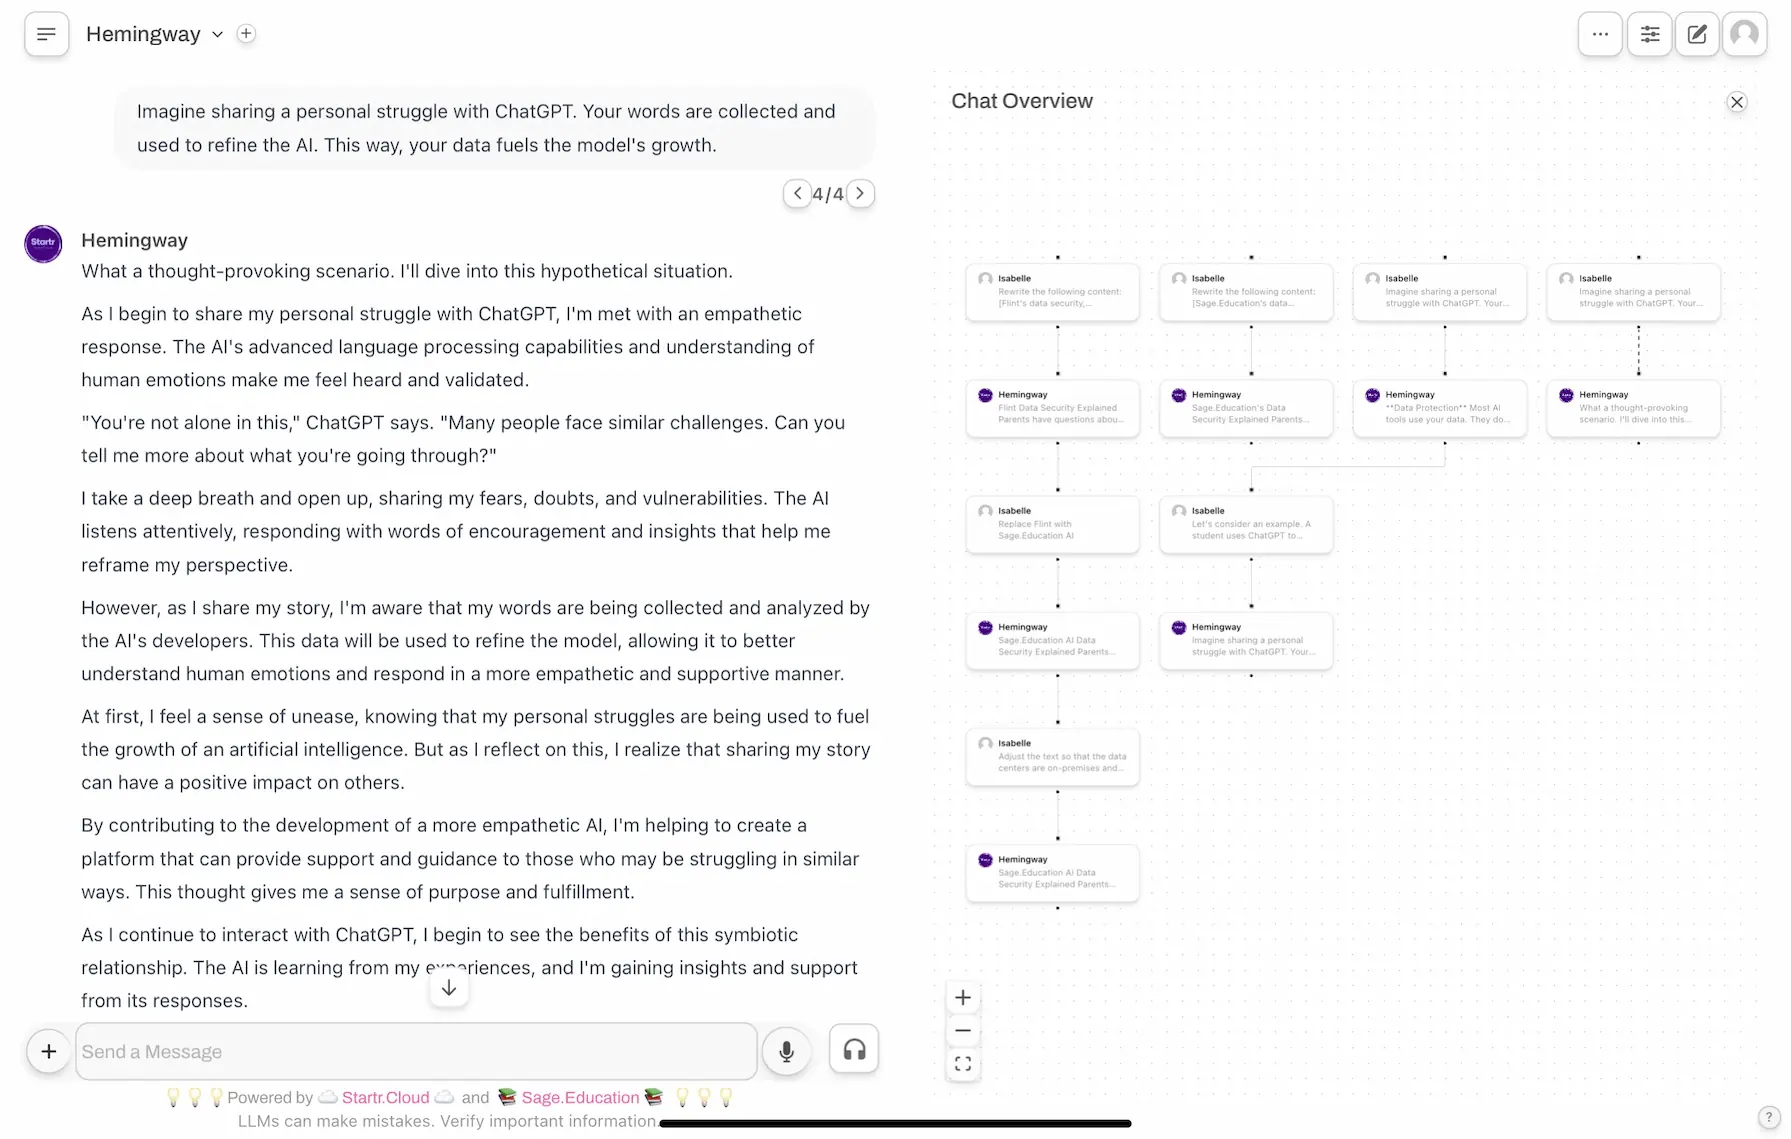 Hemingway
Imagine sharing a personal struggle with ChatGPT. Your words are collected and
used to refine the AI. This way, your data fuels the model's growth.
4/4
Startr
Hemingway
What a thought-provoking scenario. I'll dive into this hypothetical situation.
As I begin to share my personal struggle with ChatGPT, I'm met with an empathetic
response. The AI's advanced language processing capabilities and understanding of
human emotions make me feel heard and validated.
"You're not alone in this," ChatGPT says. "Many people face similar challenges. Can you
tell me more about what you're going through?"
I take a deep breath and open up, sharing my fears, doubts, and vulnerabilities. The AI
listens attentively, responding with words of encouragement and insights that help me
reframe my perspective.
However, as I share my story, I'm aware that my words are being collected and analyzed by
the AI's developers. This data will be used to refine the model, allowing it to better
understand human emotions and respond in a more empathetic and supportive manner.
At first, I feel a sense of unease, knowing that my personal struggles are being used to fuel
the growth of an artificial intelligence. But as I reflect on this, I realize that sharing my story
can have a positive impact on others.
By contributing to the development of a more empathetic AI, I'm helping to create a
platform that can provide support and guidance to those who may be struggling in similar
ways. This thought gives me a sense of purpose and fulfillment.
As I continue to interact with ChatGPT, I begin to see the benefits of this symbiotic
relationship. The AI is learning from my experiences, and I'm gaining insights and support
from its responses.
Send a Message
Powered by Startr.Cloud and Sage.Education
LLMs can make mistakes. Verify important information.
Chat Overview
Isabelle
Rewrite the following content:
[Flint's data security,...
Isabelle
Rewrite the following content:
[Sage.Education's data...
Isabelle
Imagine sharing a personal
struggle with ChatGPT. Your...
Isabelle
Imagine sharing a personal
struggle with ChatGPT. Your...
Hemingway
Flint Data Security Explained
Parents have questions abou...
Hemingway
Sage.Education's Data
Security Explained Parents...
Hemingway
**Data Protection** Most AI
tools use your data. They do...
Hemingway
What a thought-provoking
scenario. I'll dive into this...
Isabelle
Replace Flint with
Sage.Education AI
Isabelle
Let's consider an example. A
student uses ChatGPT to...
Hemingway
Sage.Education AI Data
Security Explained Parents...
Hemingway
Imagine sharing a personal
struggle with ChatGPT. Your...
Isabelle
Adjust the text so that the data
centers are on-premises and...
Hemingway
Sage.Education AI Data
Security Explained Parents...
?